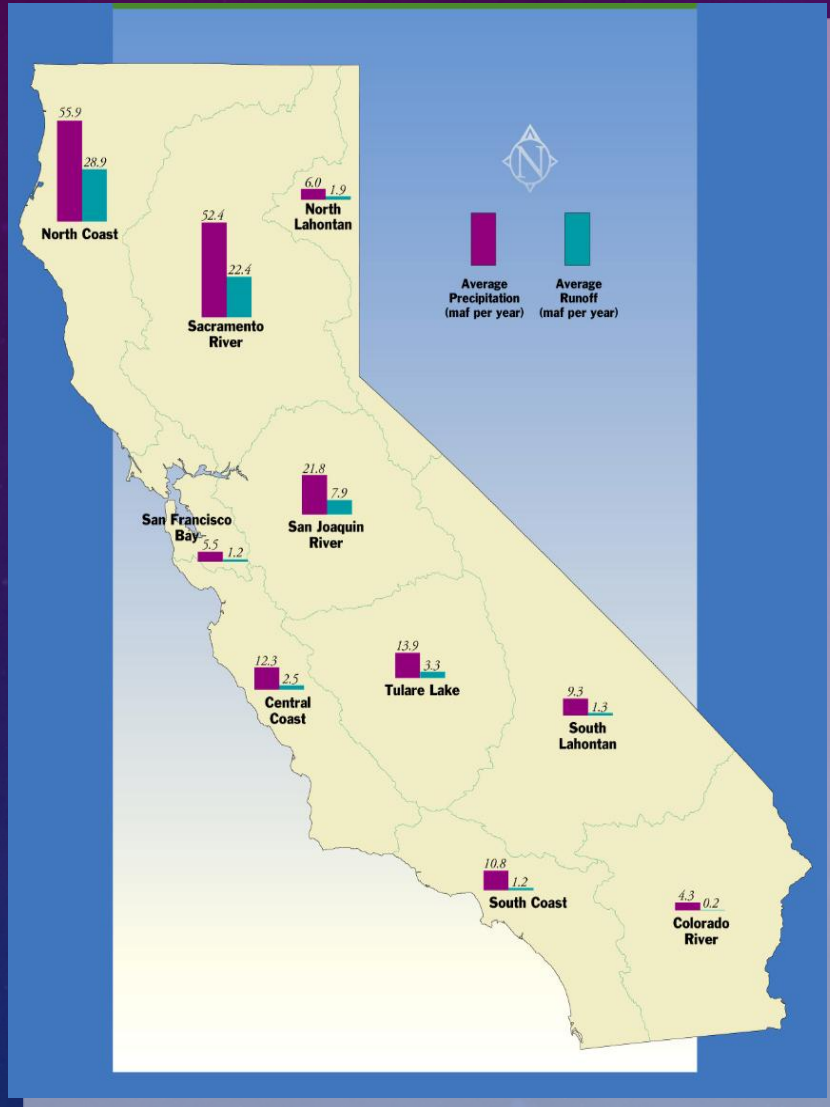 55.9
28.9
North Coast
6.0
1.9
North
Lahontan
52.4
22.4
Sacramento
River
N
Average
Precipitation
(maf per year)
Average
Runoff
(maf per year)
21.8
7.9
San Joaquin
River
San Francisco
Bay
5.5
1.2
12.3
2.5
Central
Coast
13.9
3.3
Tulare Lake
9.3
1.3
South
Lahontan
10.8
1.2
South Coast
4.3
0.2
Colorado
River